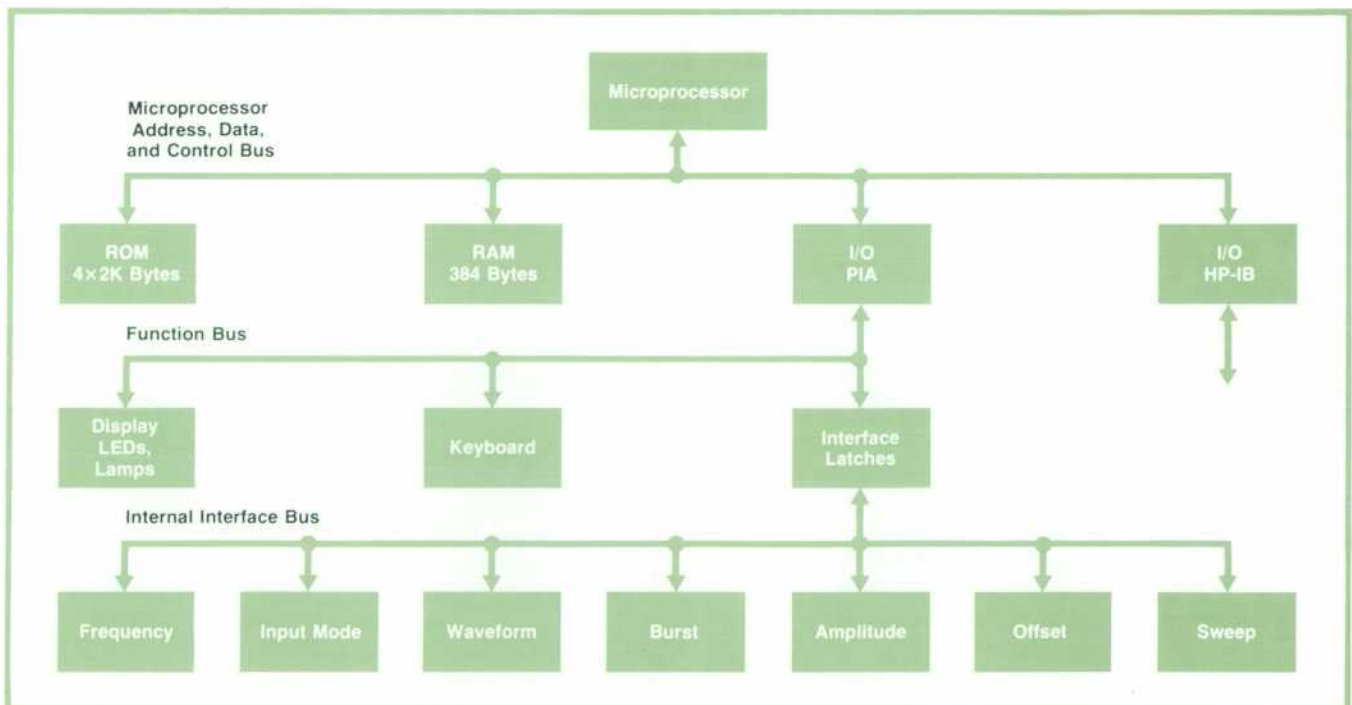 Microprocessor
Microprocessor
Address, Data,
and Control Bus
ROM
4×2K Bytes
RAM
384 Bytes
I/O
PIA
I/O
HP-IB
Function Bus
Display
LEDs,
Lamps
Keyboard
Interface
Latches
Internal Interface Bus
Frequency
Input Mode
Waveform
Burst
Amplitude
Offset
Sweep